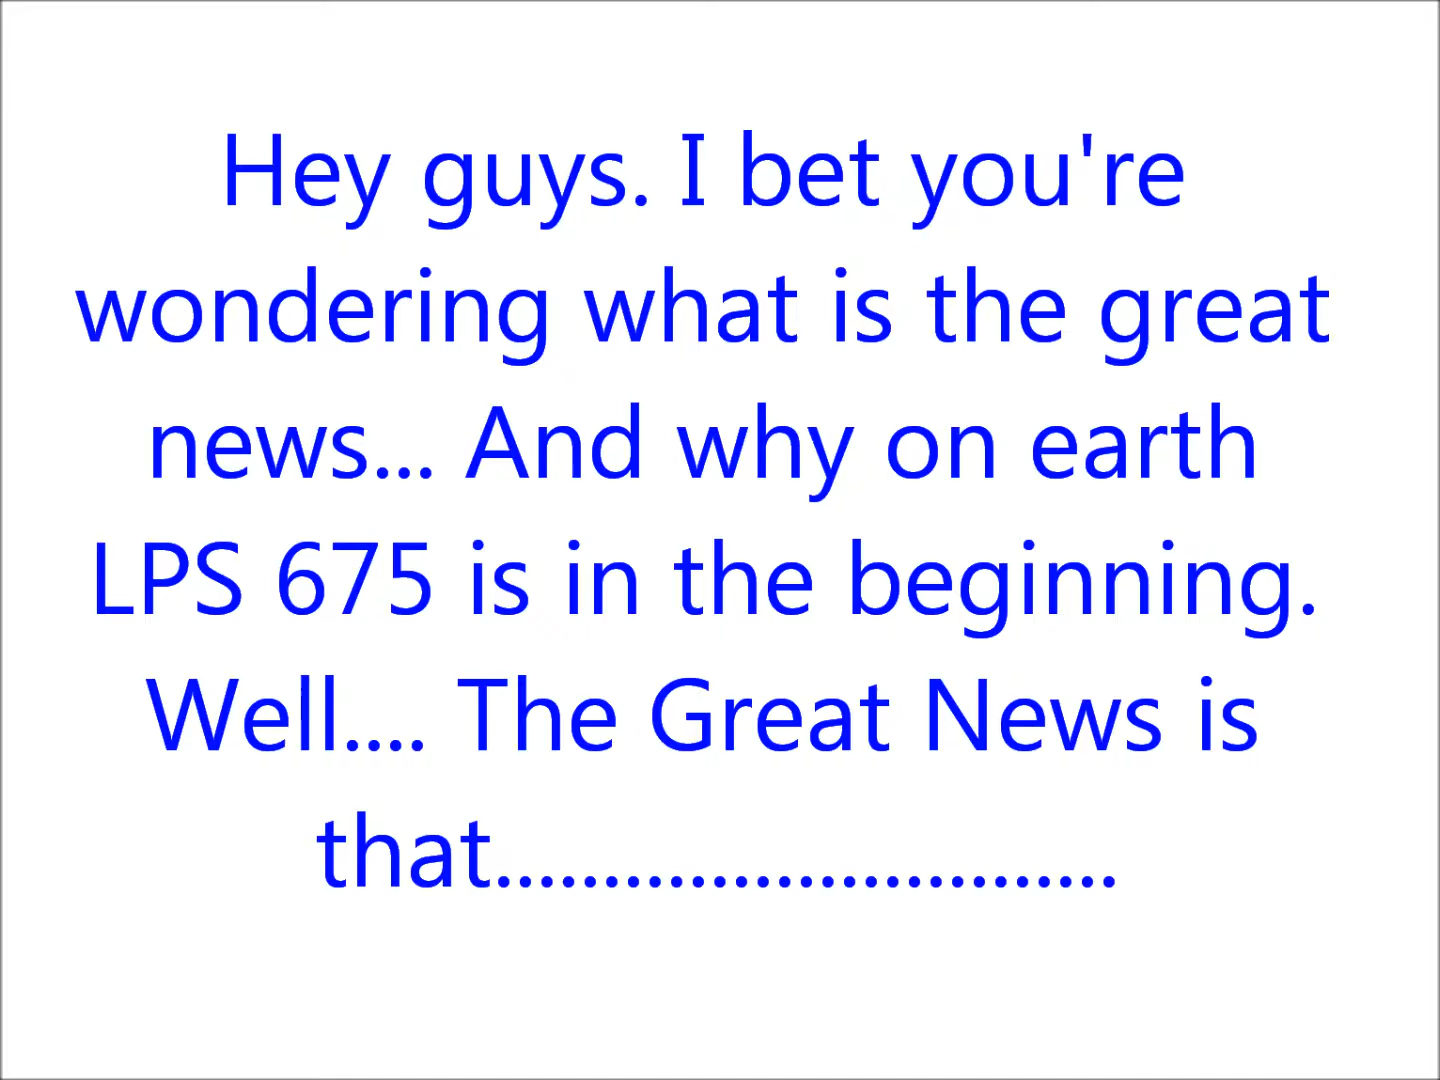 Hey guys. I bet you're
wondering what is the great
news... And why on earth
LPS 675 is in the beginning.
Well.... The Great News is
that.............................